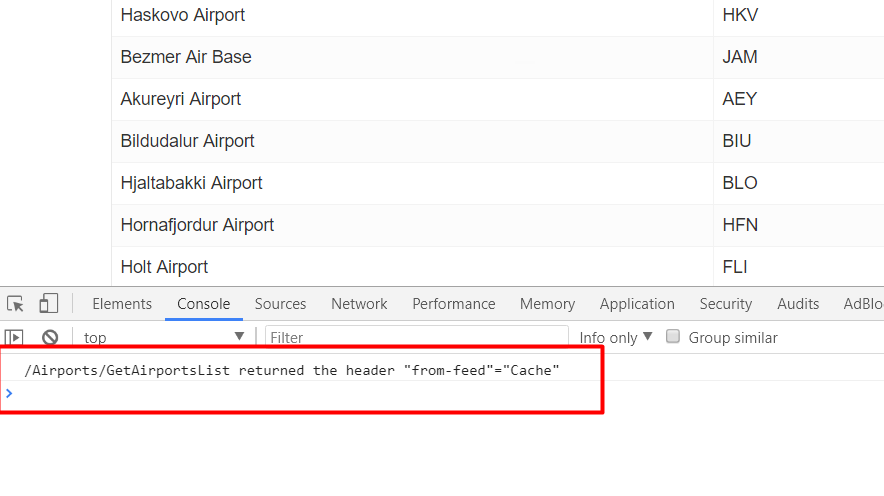 Haskovo Airport HKV
Bezmer Air Base JAM
Akureyri Airport AEY
Bildudalur Airport BIU
Hjaltabakki Airport BLO
Hornafjordur Airport HFN
Holt Airport FLI
Elements Console Sources Network Performance Memory Application Security Audits AdBlo
top Filter Info only Group similar
/Airports/GetAirportsList returned the header "from-feed"="Cache"